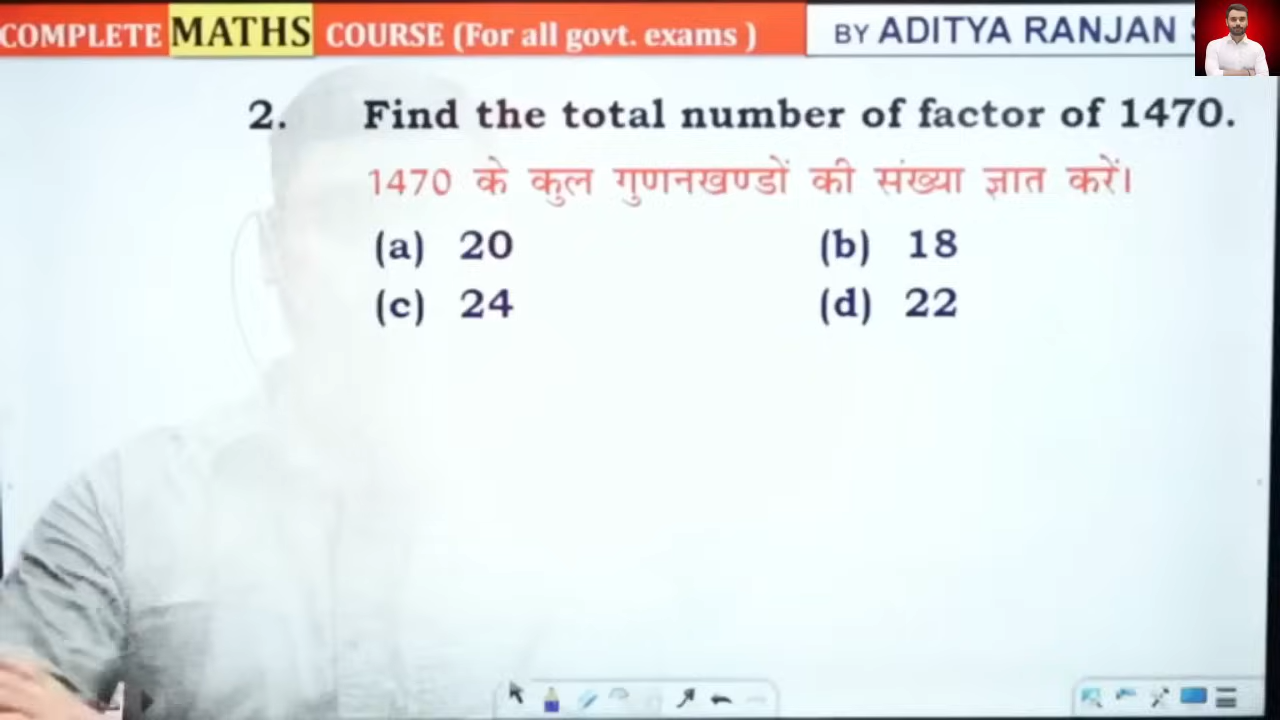 COMPLETE MATHS COURSE (For all govt. exams ) BY ADITYA RANJAN
2. Find the total number of factor of 1470.
1470 के कुल गुणनखण्डों की संख्या ज्ञात करें।
(a) 20 (b) 18
(c) 24 (d) 22